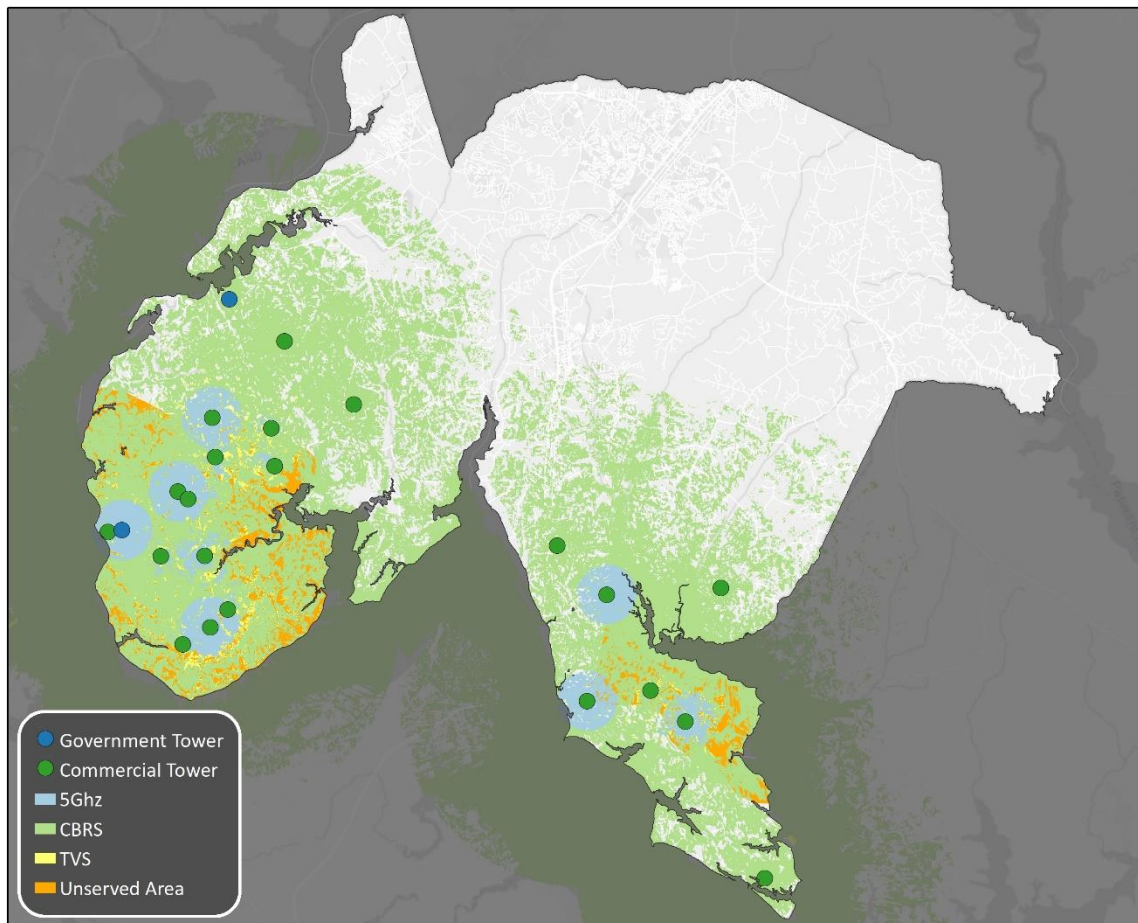 Government Tower
Commercial Tower
5Ghz
CBRS
TVS
Unserved Area